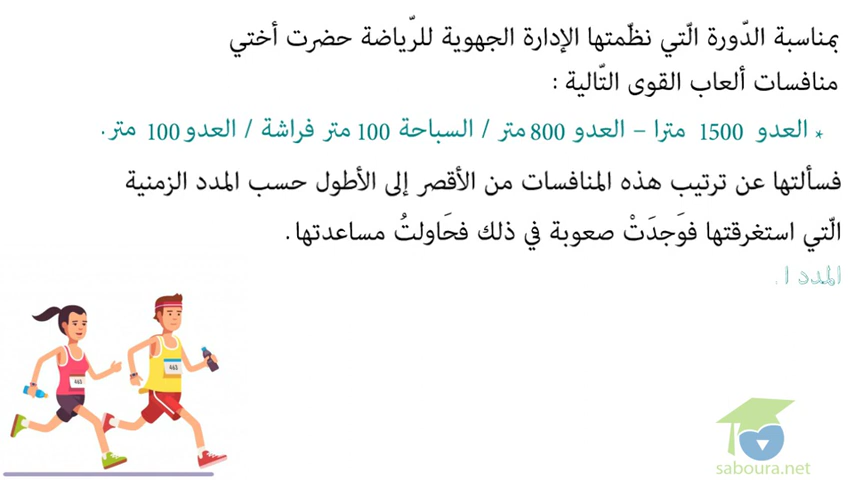 بمناسبة الدّورة الّتي نظّمتها الإدارة الجهوية للرّياضة حضرت أختي
منافسات ألعاب القوى التّالية :
* العدو 1500 مترا – العدو 800 متر / السباحة 100 متر فراشة / العدو 100 متر.
فسألتها عن ترتيب هذه المنافسات من الأقصر إلى الأطول حسب المدد الزمنية
الّتي استغرقتها فوَجدَتْ صعوبة في ذلك فحَاولتُ مساعدتها.
المدد ا
463
463
saboura.net